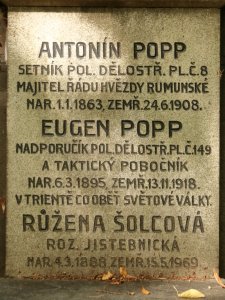 ANTONÍN POPP
SETNÍK POL. DĚLOSTŘ. PL.Č.8
MAJITEL ŘÁDU HVĚZDY RUMUNSKÉ
NAR. 1.1.1863, ZEMŘ. 24.6.1908.
EUGEN POPP
NADPORUČÍK POL. DĚLOSTŘ. PL.Č.149
A TAKTICKÝ POBOČNÍK
NAR. 6.3.1895, ZEMŘ. 13.11.1918.
V TRIENTĚ CO OBĚŤ SVĚTOVÉ VÁLKY.
RŮŽENA ŠOLCOVÁ
ROZ. JISTEBNICKÁ
NAR. 4.3.1888, ZEMŘ. 15.5.1969.